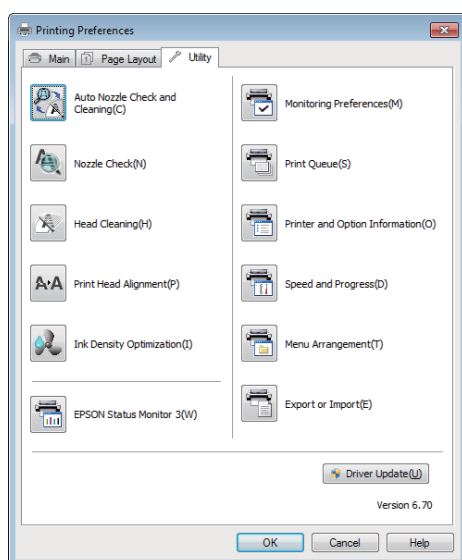 Printing Preferences
Main
Page Layout
Utility
Auto Nozzle Check and
Cleaning(C)
Nozzle Check(N)
Head Cleaning(H)
Print Head Alignment(P)
Ink Density Optimization(I)
EPSON Status Monitor 3(W)
Monitoring Preferences(M)
Print Queue(S)
Printer and Option Information(O)
Speed and Progress(D)
Menu Arrangement(T)
Export or Import(E)
Driver Update(U)
Version 6.70
OK
Cancel
Help